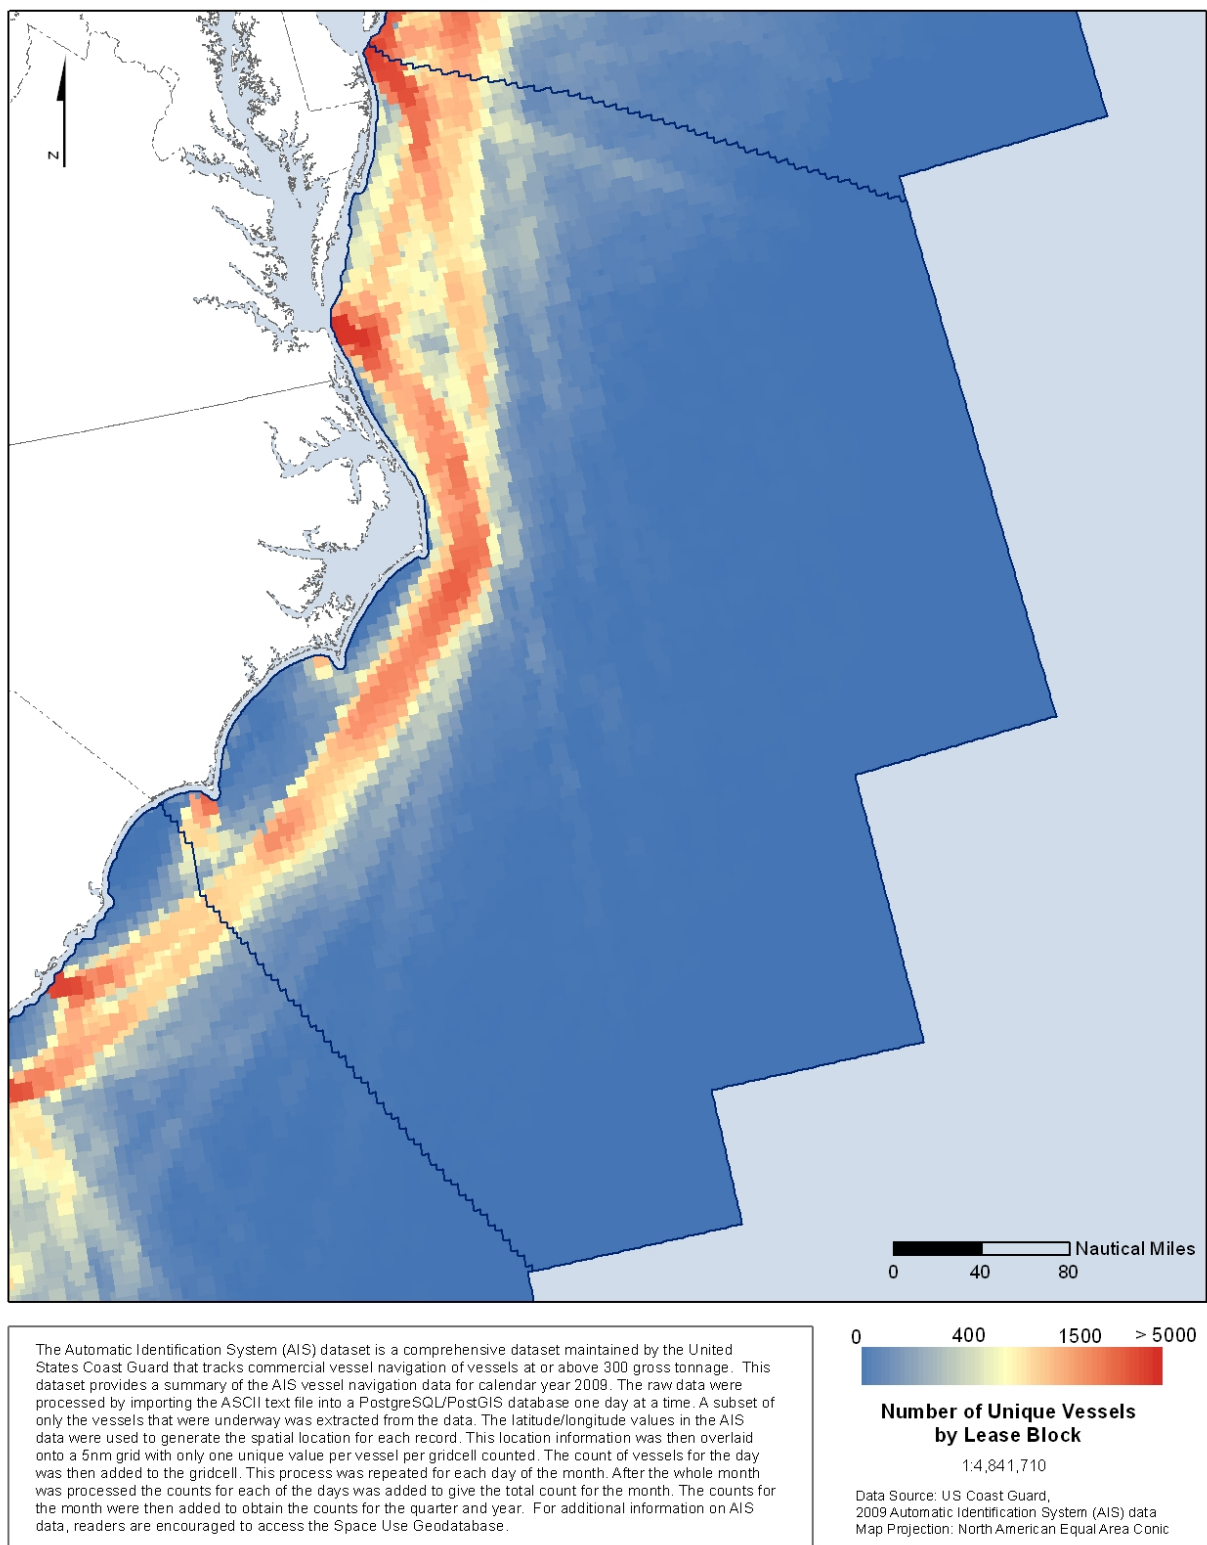 N
Nautical Miles
0 40 80
The Automatic Identification System (AIS) dataset is a comprehensive dataset maintained by the United
States Coast Guard that tracks commercial vessel navigation of vessels at or above 300 gross tonnage. This
dataset provides a summary of the AIS vessel navigation data for calendar year 2009. The raw data were
processed by importing the ASCII text file into a PostgreSQL/PostGIS database one day at a time. A subset of
only the vessels that were underway was extracted from the data. The latitude/longitude values in the AIS
data were used to generate the spatial location for each record. This location information was then overlaid
onto a 5nm grid with only one unique value per vessel per gridcell counted. The count of vessels for the day
was then added to the gridcell. This process was repeated for each day of the month. After the whole month
was processed the counts for each of the days was added to give the total count for the month. The counts for
the month were then added to obtain the counts for the quarter and year. For additional information on AIS
data, readers are encouraged to access the Space Use Geodatabase.
0 400 1500 > 5000
Number of Unique Vessels
by Lease Block
1:4,841,710
Data Source: US Coast Guard,
2009 Automatic Identification System (AIS) data
Map Projection: North American Equal Area Conic